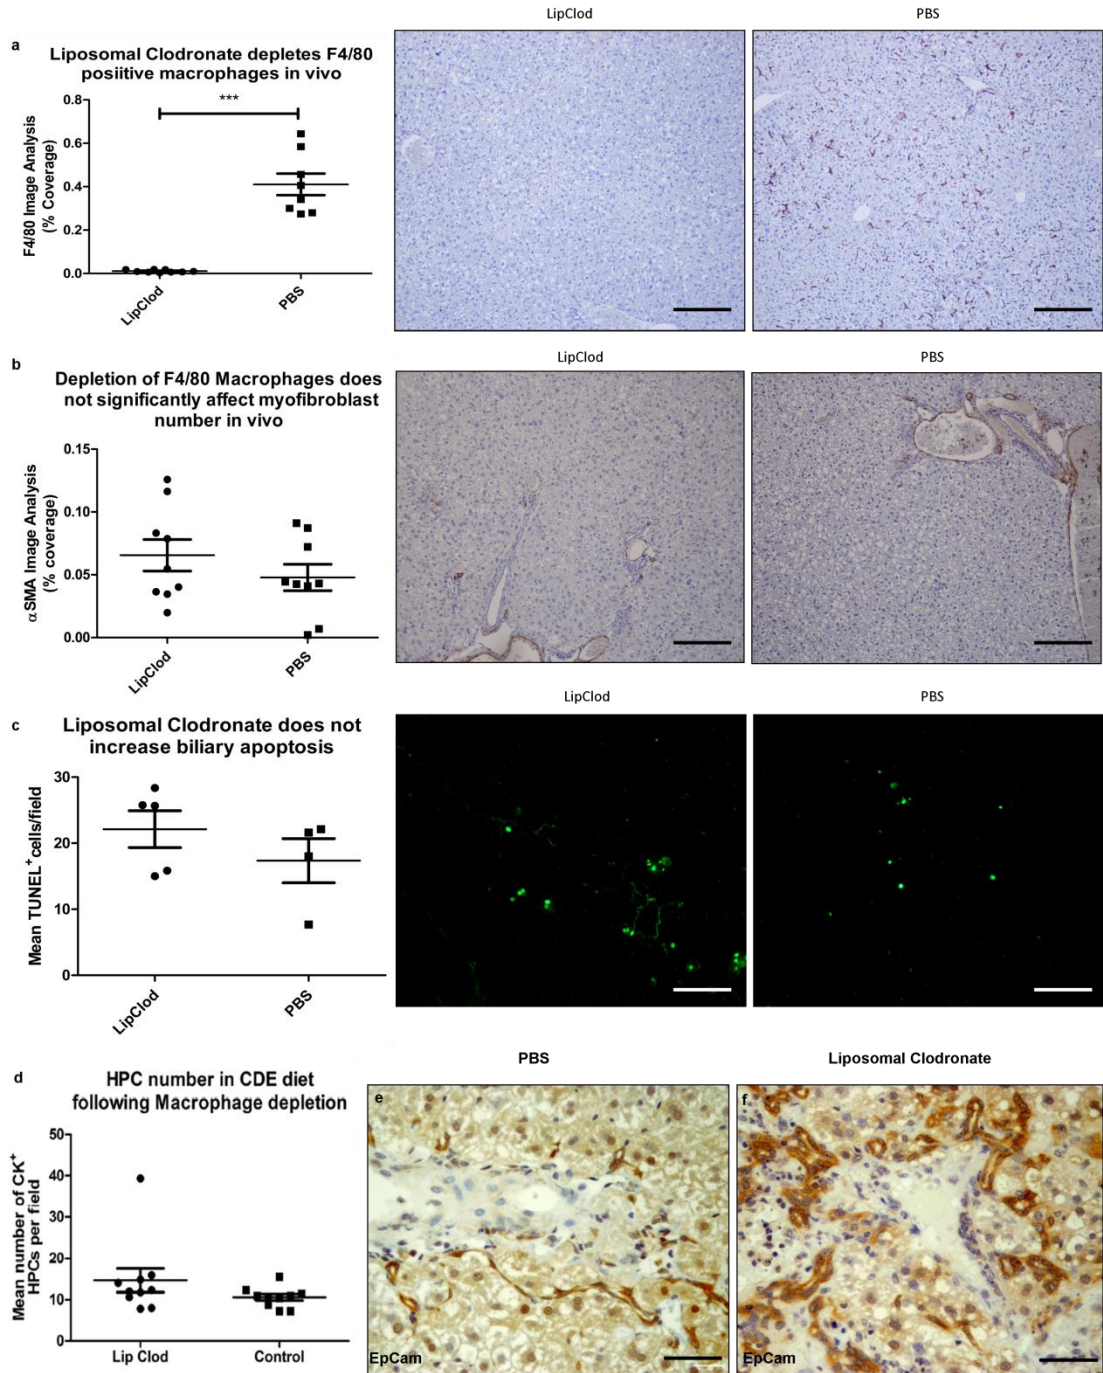 LipClod
PBS
a
Liposomal Clodronate depletes F4/80
posiitive macrophages in vivo
***
0.8
0.6
0.4
0.2
0.0
F4/80 Image Analysis
(% Coverage)
LipClod
PBS
LipClod
PBS
b
Depletion of F4/80 Macrophages does
not significantly affect myofibroblast
number in vivo
0.15
0.10
0.05
0.00
αSMA Image Analysis
(% coverage)
LipClod
PBS
LipClod
PBS
c
Liposomal Clodronate does not
increase biliary apoptosis
30
20
10
0
Mean TUNEL⁺cells/field
LipClod
PBS
PBS
Liposomal Clodronate
d
HPC number in CDE diet
following Macrophage depletion
50
40
30
20
10
0
Mean number of CK⁺
HPCs per field
Lip Clod
Control
e
EpCam
f
EpCam